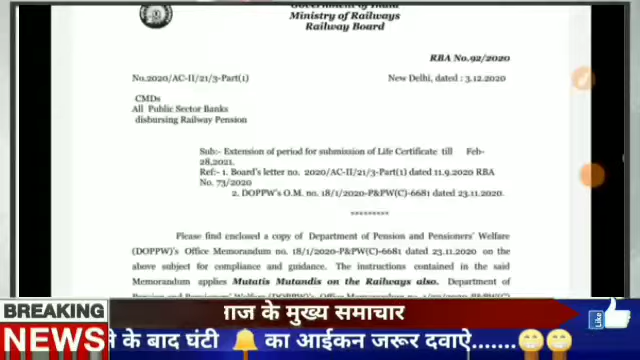 Government of India
Ministry of Railways
Railway Board
RBA No.92/2020
No.2020/AC-II/21/3-Part(1) New Delhi, dated : 3.12.2020
CMDs
All Public Sector Banks
disbursing Railway Pension
Sub:- Extension of period for submission of Life Certificate till Feb-
28,2021.
Ref:- 1. Board's letter no. 2020/AC-II/21/3-Part(1) dated 11.9.2020 RBA
No. 73/2020
2. DOPPW's O.M. no. 18/1/2020-P&PW(C)-6681 dated 23.11.2020.
*********
Please find enclosed a copy of Department of Pension and Pensioners' Welfare
(DOPPW)'s Office Memorandum no. 18/1/2020-P&PW(C)-6681 dated 23.11.2020 on the
above subject for compliance and guidance. The instructions contained in the said
Memorandum applies Mutatis Mutandis on the Railways also. Department of
BREAKING
NEWS
के मुख्य समाचार
Like
के बाद घंटी का आईकन जरूर दवाऐ.......